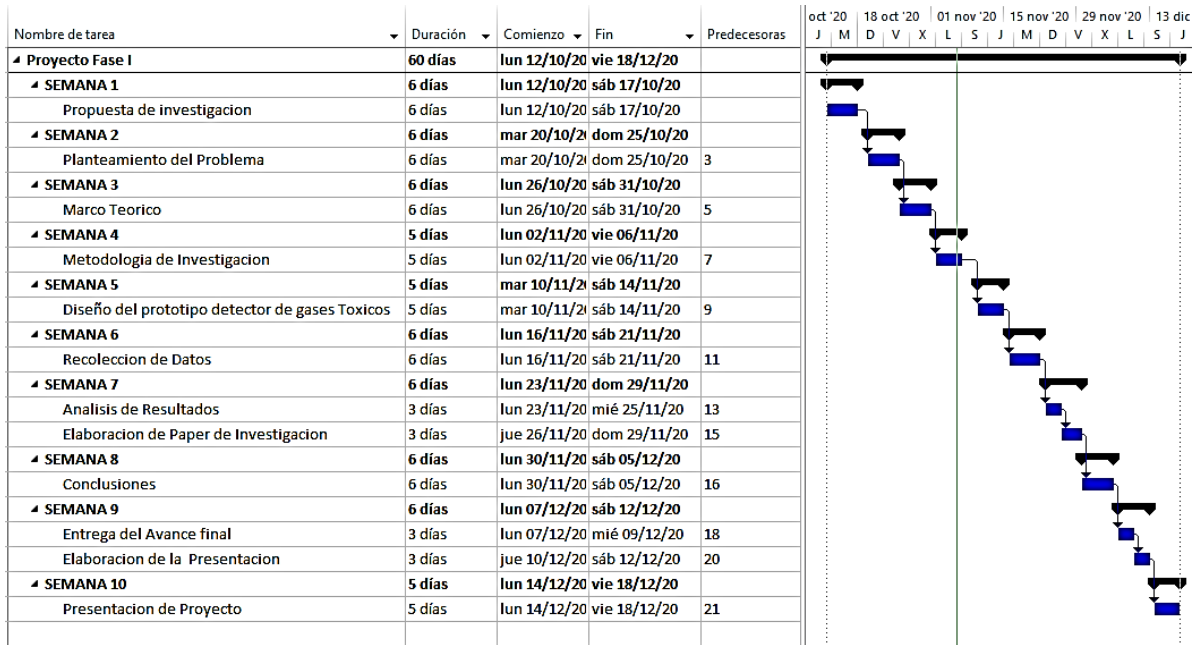 oct '20 18 oct '20 01 nov '20 15 nov '20 29 nov '20 13 dic
Nombre de tarea Duración Comienzo Fin Predecesoras J M D V X L S J M D V X L S J
Proyecto Fase I 60 días lun 12/10/20 vie 18/12/20
SEMANA 1 6 días lun 12/10/20 sáb 17/10/20
Propuesta de investigacion 6 días lun 12/10/20 sáb 17/10/20
SEMANA 2 6 días mar 20/10/2 dom 25/10/20
Planteamiento del Problema 6 días mar 20/10/2 dom 25/10/20 3
SEMANA 3 6 días lun 26/10/20 sáb 31/10/20
Marco Teorico 6 días lun 26/10/20 sáb 31/10/20 5
SEMANA 4 5 días lun 02/11/20 vie 06/11/20
Metodologia de Investigacion 5 días lun 02/11/20 vie 06/11/20 7
SEMANA 5 5 días mar 10/11/2 sáb 14/11/20
Diseño del prototipo detector de gases Toxicos 5 días mar 10/11/2 sáb 14/11/20 9
SEMANA 6 6 días lun 16/11/20 sáb 21/11/20
Recoleccion de Datos 6 días lun 16/11/20 sáb 21/11/20 11
SEMANA 7 6 días lun 23/11/20 dom 29/11/20
Analisis de Resultados 3 días lun 23/11/20 mié 25/11/20 13
Elaboracion de Paper de Investigacion 3 días jue 26/11/20 dom 29/11/20 15
SEMANA 8 6 días lun 30/11/20 sáb 05/12/20
Conclusiones 6 días lun 30/11/20 sáb 05/12/20 16
SEMANA 9 6 días lun 07/12/20 sáb 12/12/20
Entrega del Avance final 3 días lun 07/12/20 mié 09/12/20 18
Elaboracion de la Presentacion 3 días jue 10/12/20 sáb 12/12/20 20
SEMANA 10 5 días lun 14/12/20 vie 18/12/20
Presentacion de Proyecto 5 días lun 14/12/20 vie 18/12/20 21